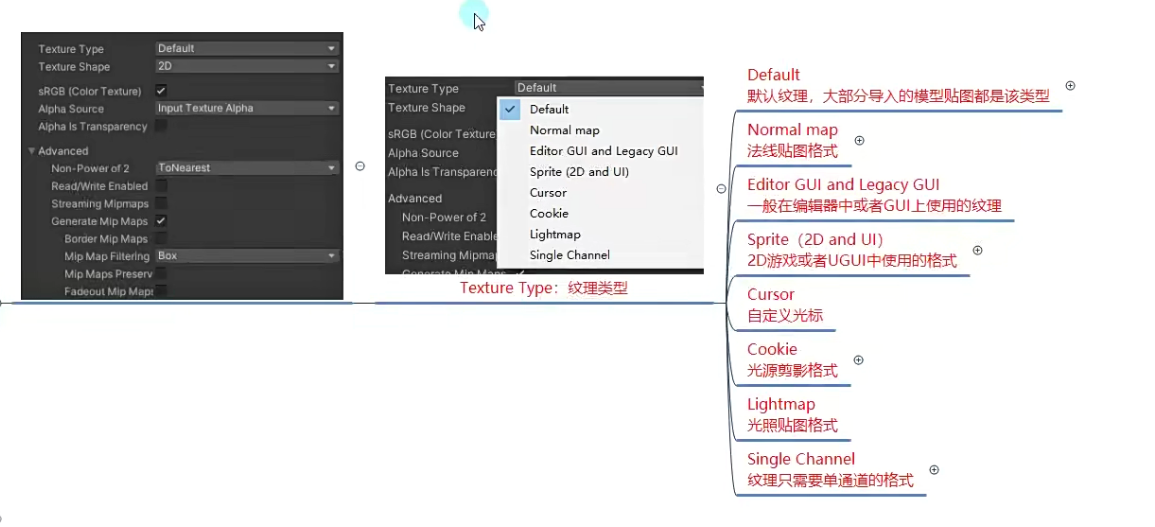 Texture Type Default
Texture Shape 2D
sRGB (Color Texture)
Alpha Source Input Texture Alpha
Alpha Is Transparency
Advanced
Non-Power of 2 ToNearest
Read/Write Enabled
Streaming Mipmaps
Generate Mip Maps
Border Mip Maps
Mip Map Filtering Box
Mip Maps Preserv
Fadeout Mip Maps
Texture Type Default
Texture Shape
sRGB (Color Texture
Alpha Source
Alpha Is Transparenc
Advanced
Non-Power of 2
Read/Write Enable
Streaming Mipmap
Generate Mip Maps
Default
Normal map
Editor GUI and Legacy GUI
Sprite (2D and UI)
Cursor
Cookie
Lightmap
Single Channel
Texture Type：纹理类型
Default
默认纹理，大部分导入的模型贴图都是该类型
Normal map
法线贴图格式
Editor GUI and Legacy GUI
一般在编辑器中或者GUI上使用的纹理
Sprite（2D and UI）
2D游戏或者UGUI中使用的格式
Cursor
自定义光标
Cookie
光源剪影格式
Lightmap
光照贴图格式
Single Channel
纹理只需要单通道的格式